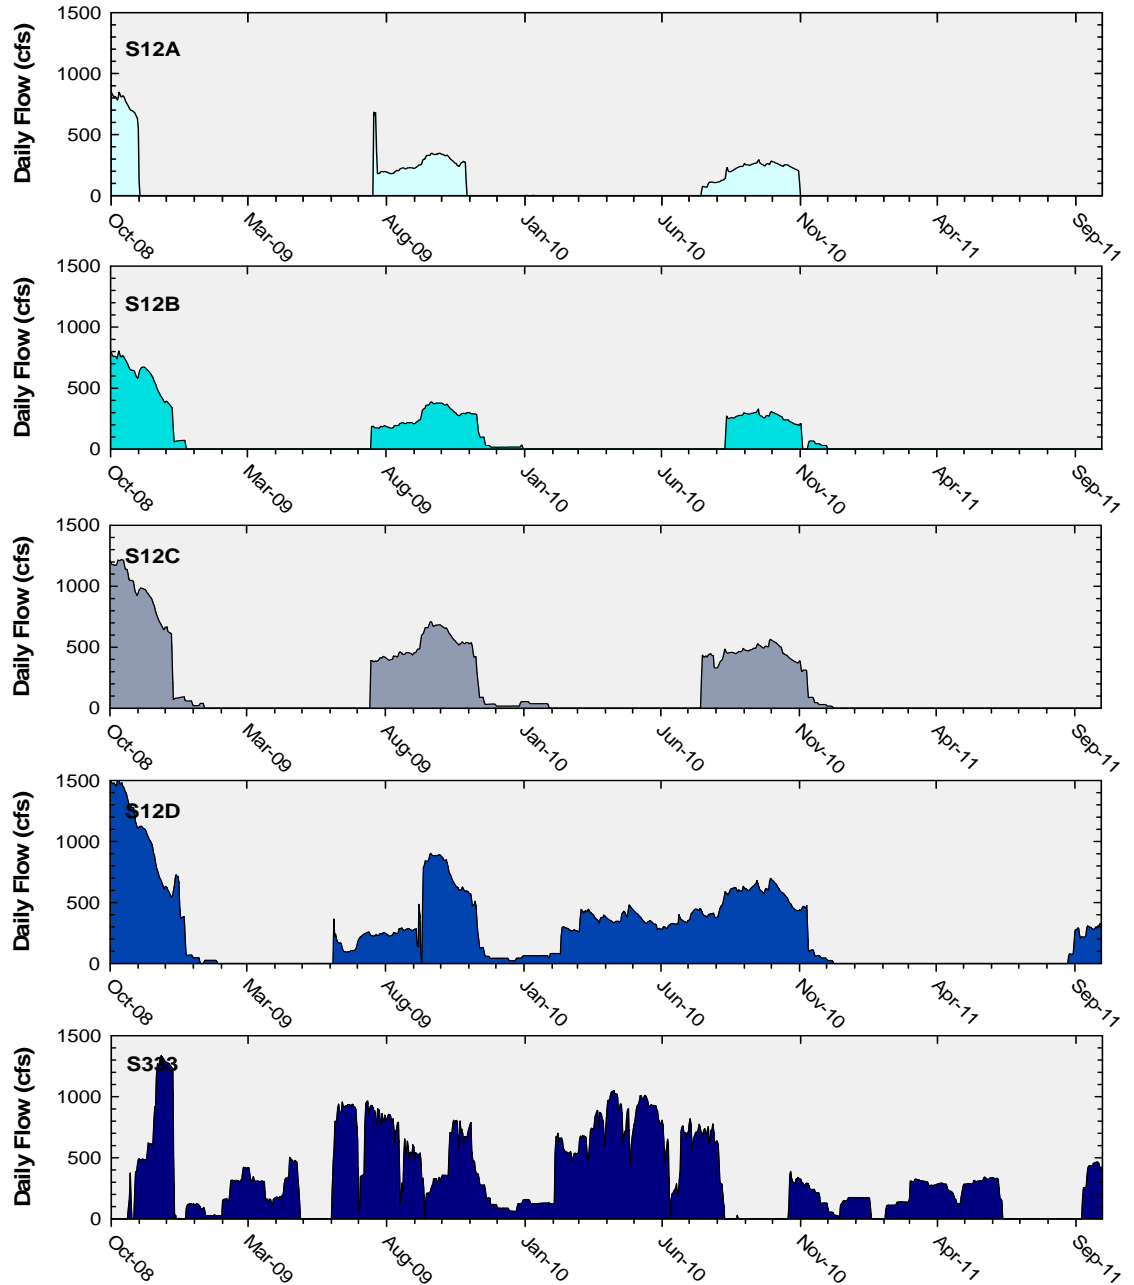 1500
1000
500
0
Daily Flow (cfs)
S12A
Oct-08 Mar-09 Aug-09 Jan-10 Jun-10 Nov-10 Apr-11 Sep-11
1500
1000
500
0
Daily Flow (cfs)
S12B
Oct-08 Mar-09 Aug-09 Jan-10 Jun-10 Nov-10 Apr-11 Sep-11
1500
1000
500
0
Daily Flow (cfs)
S12C
Oct-08 Mar-09 Aug-09 Jan-10 Jun-10 Nov-10 Apr-11 Sep-11
1500
1000
500
0
Daily Flow (cfs)
S12D
Oct-08 Mar-09 Aug-09 Jan-10 Jun-10 Nov-10 Apr-11 Sep-11
1500
1000
500
0
Daily Flow (cfs)
S333
Oct-08 Mar-09 Aug-09 Jan-10 Jun-10 Nov-10 Apr-11 Sep-11